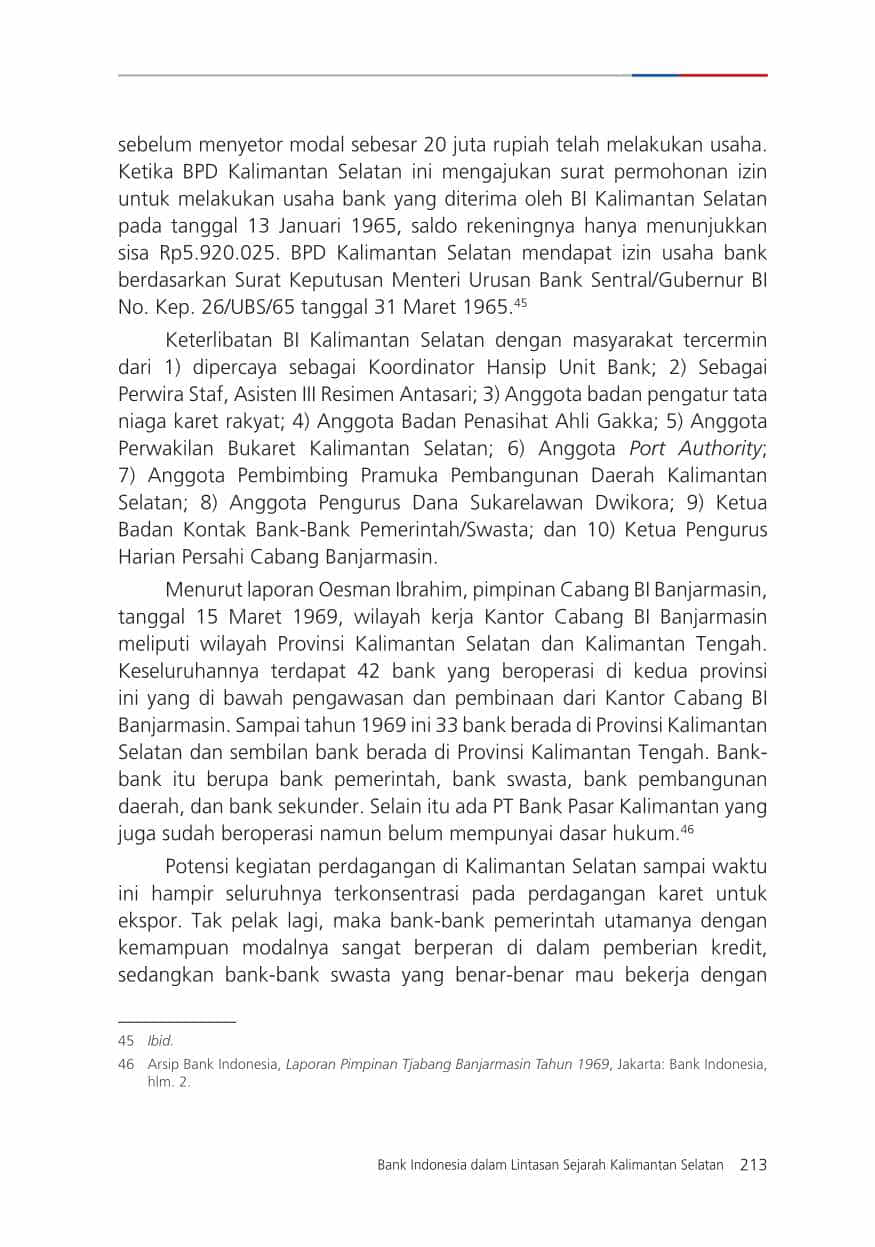 sebelum menyetor modal sebesar 20 juta rupiah telah melakukan usaha.
Ketika BPD Kalimantan Selatan ini mengajukan surat permohonan izin
untuk melakukan usaha bank yang diterima oleh BI Kalimantan Selatan
pada tanggal 13 Januari 1965, saldo rekeningnya hanya menunjukkan
sisa Rp5.920.025. BPD Kalimantan Selatan mendapat izin usaha bank
berdasarkan Surat Keputusan Menteri Urusan Bank Sentral/Gubernur BI
No. Kep. 26/UBS/65 tanggal 31 Maret 1965.45
Keterlibatan BI Kalimantan Selatan dengan masyarakat tercermin
dari 1) dipercaya sebagai Koordinator Hansip Unit Bank; 2) Sebagai
Perwira Staf, Asisten III Resimen Antasari; 3) Anggota badan pengatur tata
niaga karet rakyat; 4) Anggota Badan Penasihat Ahli Gakka; 5) Anggota
Perwakilan Bukaret Kalimantan Selatan; 6) Anggota Port Authority;
7) Anggota Pembimbing Pramuka Pembangunan Daerah Kalimantan
Selatan; 8) Anggota Pengurus Dana Sukarelawan Dwikora; 9) Ketua
Badan Kontak Bank-Bank Pemerintah/Swasta; dan 10) Ketua Pengurus
Harian Persahi Cabang Banjarmasin.
Menurut laporan Oesman Ibrahim, pimpinan Cabang BI Banjarmasin,
tanggal 15 Maret 1969, wilayah kerja Kantor Cabang BI Banjarmasin
meliputi wilayah Provinsi Kalimantan Selatan dan Kalimantan Tengah.
Keseluruhannya terdapat 42 bank yang beroperasi di kedua provinsi
ini yang di bawah pengawasan dan pembinaan dari Kantor Cabang BI
Banjarmasin. Sampai tahun 1969 ini 33 bank berada di Provinsi Kalimantan
Selatan dan sembilan bank berada di Provinsi Kalimantan Tengah. Bank-
bank itu berupa bank pemerintah, bank swasta, bank pembangunan
daerah, dan bank sekunder. Selain itu ada PT Bank Pasar Kalimantan yang
juga sudah beroperasi namun belum mempunyai dasar hukum.46
Potensi kegiatan perdagangan di Kalimantan Selatan sampai waktu
ini hampir seluruhnya terkonsentrasi pada perdagangan karet untuk
ekspor. Tak pelak lagi, maka bank-bank pemerintah utamanya dengan
kemampuan modalnya sangat berperan di dalam pemberian kredit,
sedangkan bank-bank swasta yang benar-benar mau bekerja dengan
45 Ibid.
46 Arsip Bank Indonesia, Laporan Pimpinan Tjabang Banjarmasin Tahun 1969, Jakarta: Bank Indonesia,
hlm. 2.
Bank Indonesia dalam Lintasan Sejarah Kalimantan Selatan 213